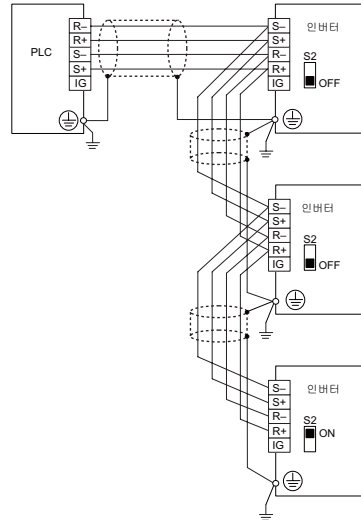 PLC
R–
R+
S–
S+
IG
S–
S+
R–
R+
IG
인버터
S2
OFF
S–
S+
R–
R+
IG
인버터
S2
OFF
S–
S+
R–
R+
IG
인버터
S2
ON